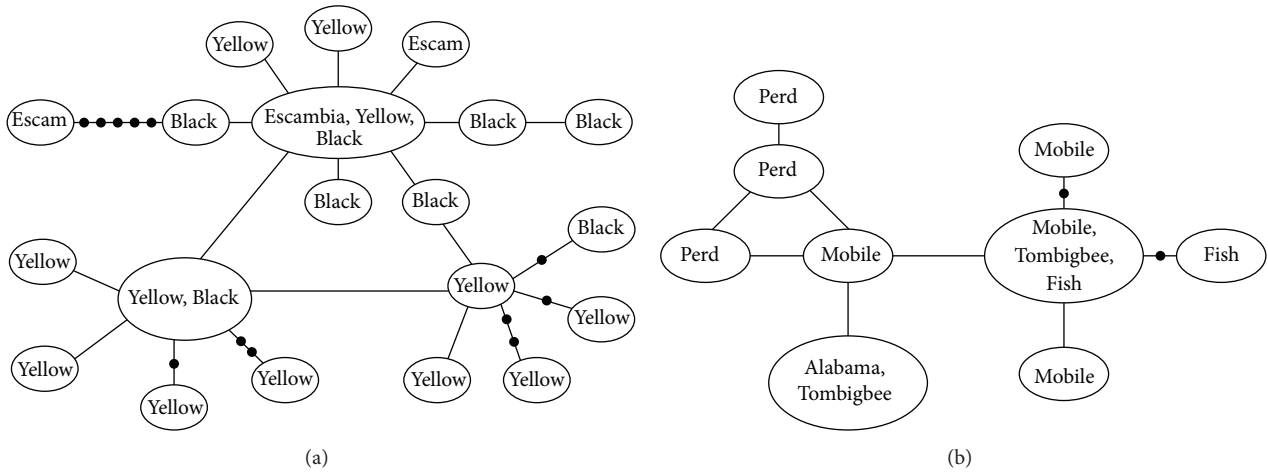 Yellow
Yellow
Escam
Escam
Black
Escambia, Yellow,
Black
Black
Black
Black
Black
Yellow
Yellow, Black
Yellow
Black
Yellow
Yellow
Yellow
Yellow
Yellow
Yellow
(a)
Perd
Perd
Perd
Mobile
Alabama,
Tombigbee
Mobile
Mobile,
Tombigbee,
Fish
Fish
Mobile
(b)